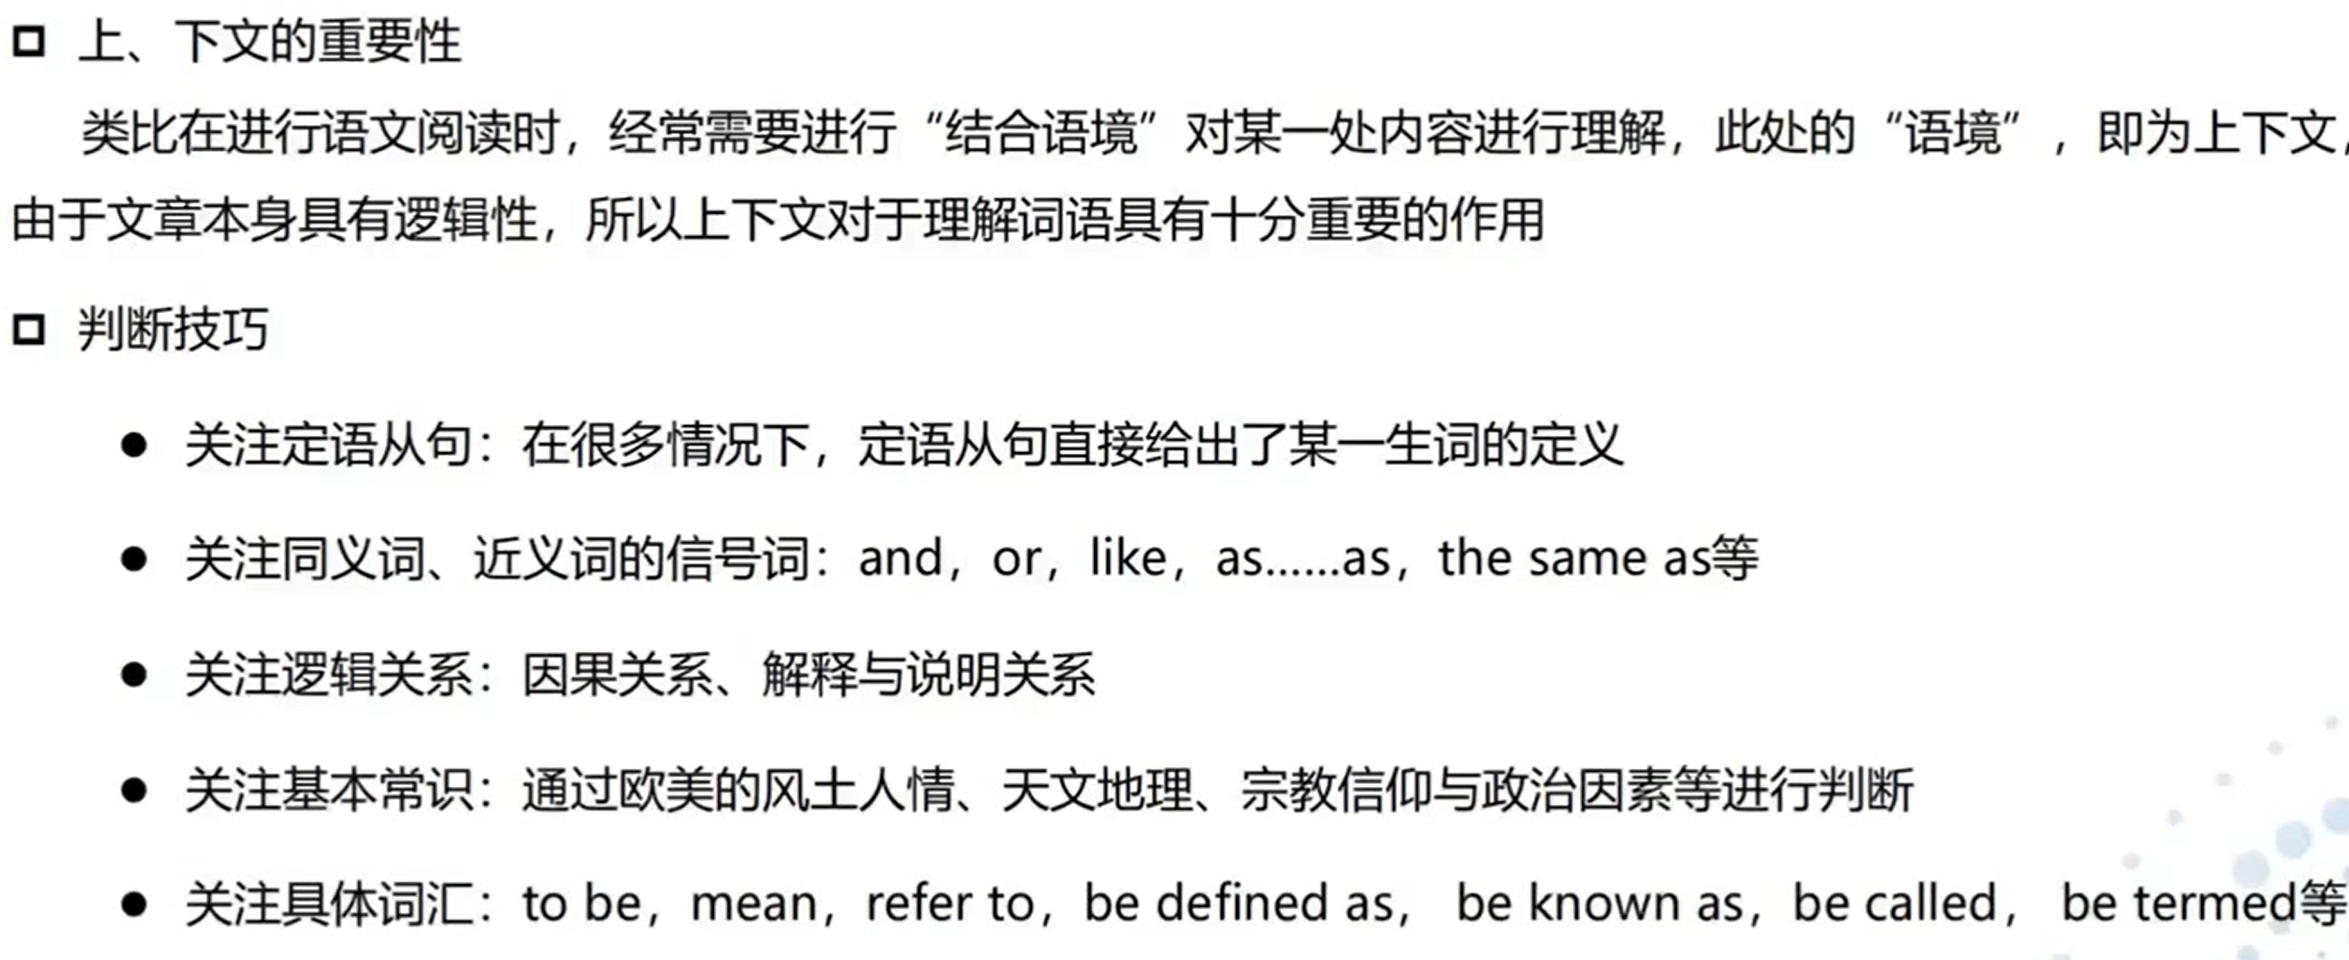 上、下文的重要性
类比在进行语文阅读时，经常需要进行“结合语境”对某一处内容进行理解，此处的“语境”，即为上下文，
由于文章本身具有逻辑性，所以上下文对于理解词语具有十分重要的作用
判断技巧
● 关注定语从句：在很多情况下，定语从句直接给出了某一生词的定义
● 关注同义词、近义词的信号词：and，or，like，as……as，the same as等
● 关注逻辑关系：因果关系、解释与说明关系
● 关注基本常识：通过欧美的风土人情、天文地理、宗教信仰与政治因素等进行判断
● 关注具体词汇：to be，mean，refer to，be defined as， be known as，be called， be termed等